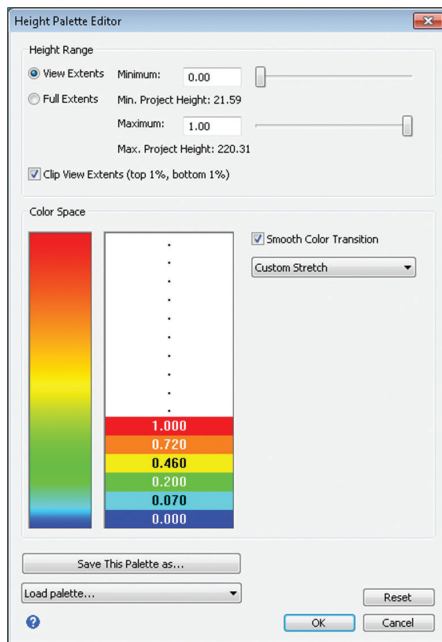 Height Palette Editor
Height Range
View Extents Minimum: 0.00
Full Extents Min. Project Height: 21.59
Maximum: 1.00
Max. Project Height: 220.31
Clip View Extents (top 1%, bottom 1%)
Color Space
Smooth Color Transition
Custom Stretch
1.000
0.720
0.460
0.200
0.070
0.000
Save This Palette as...
Load palette...
Reset
?
OK Cancel